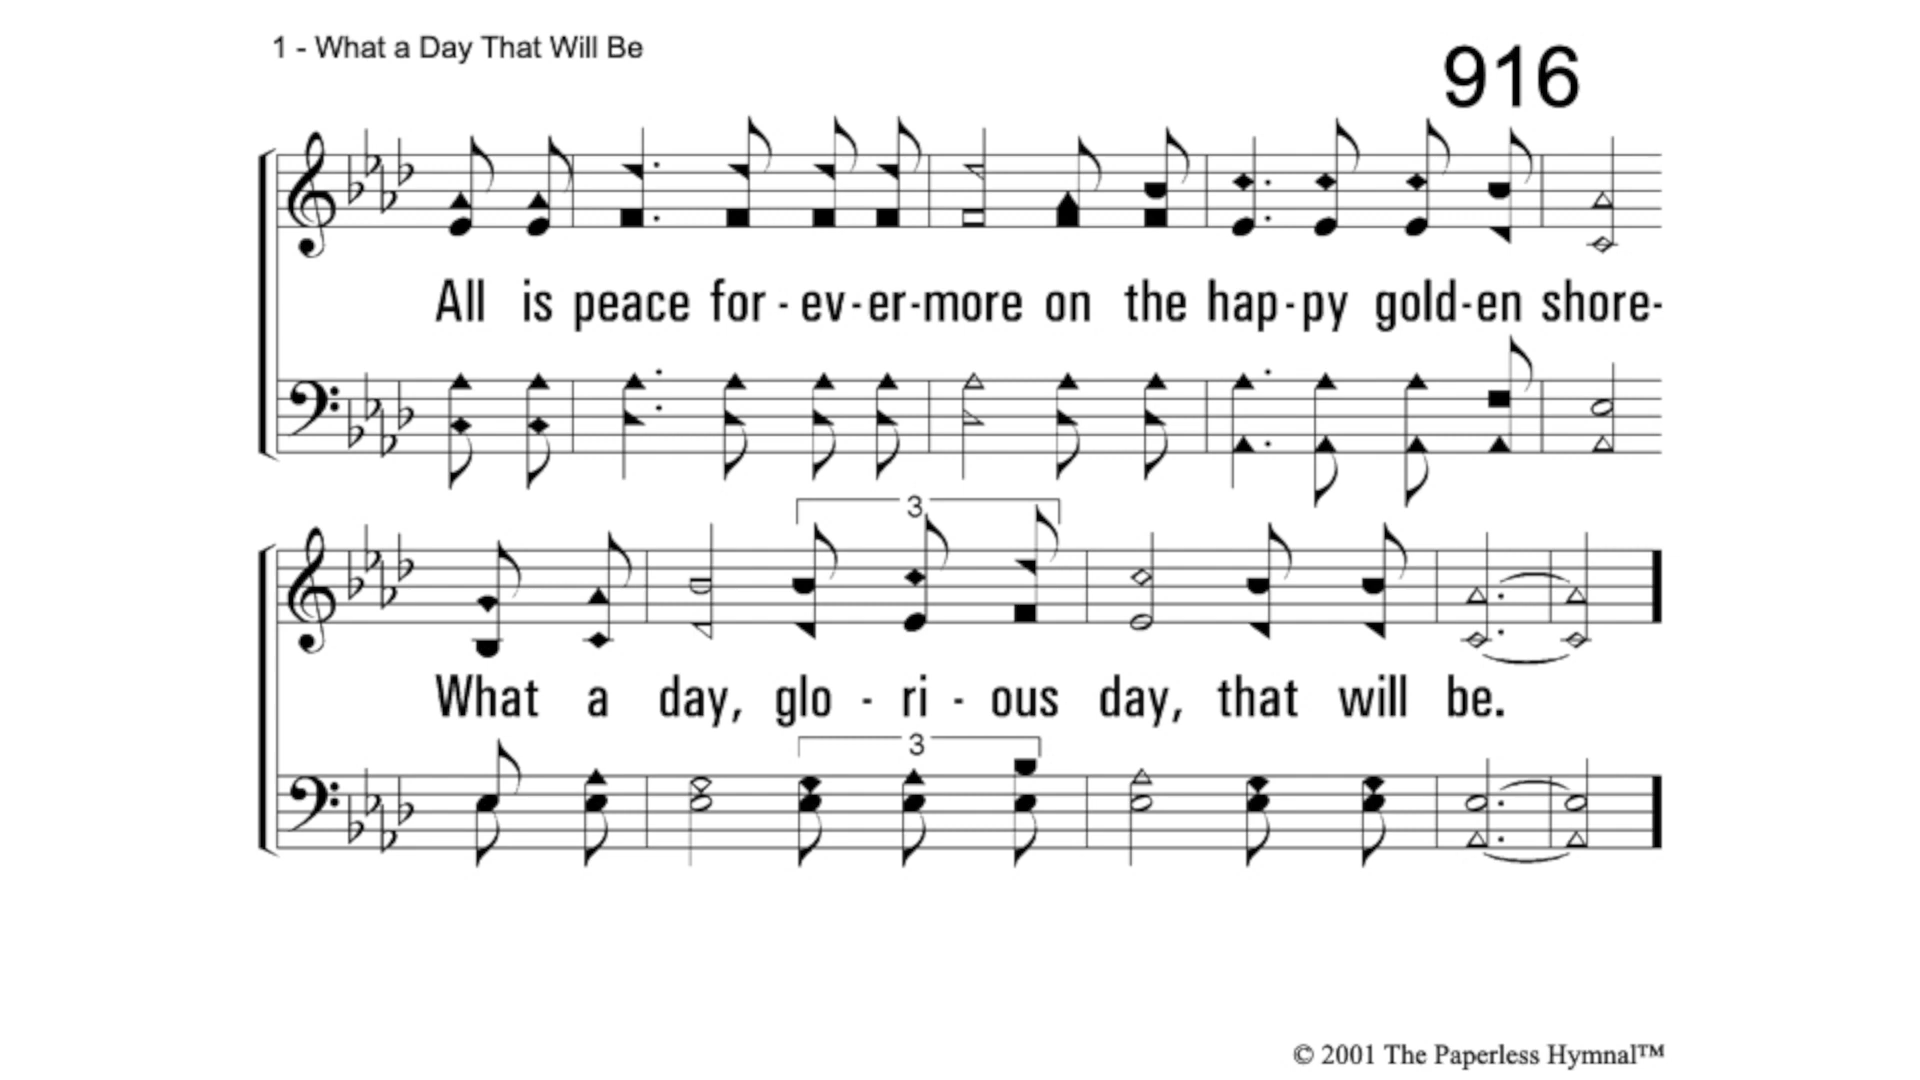 1 - What a Day That Will Be
916
All is peace for - ev-er-more on the hap-py gold-en shore-
3
What a day, glo - ri - ous day, that will be.
3
© 2001 The Paperless Hymnal™